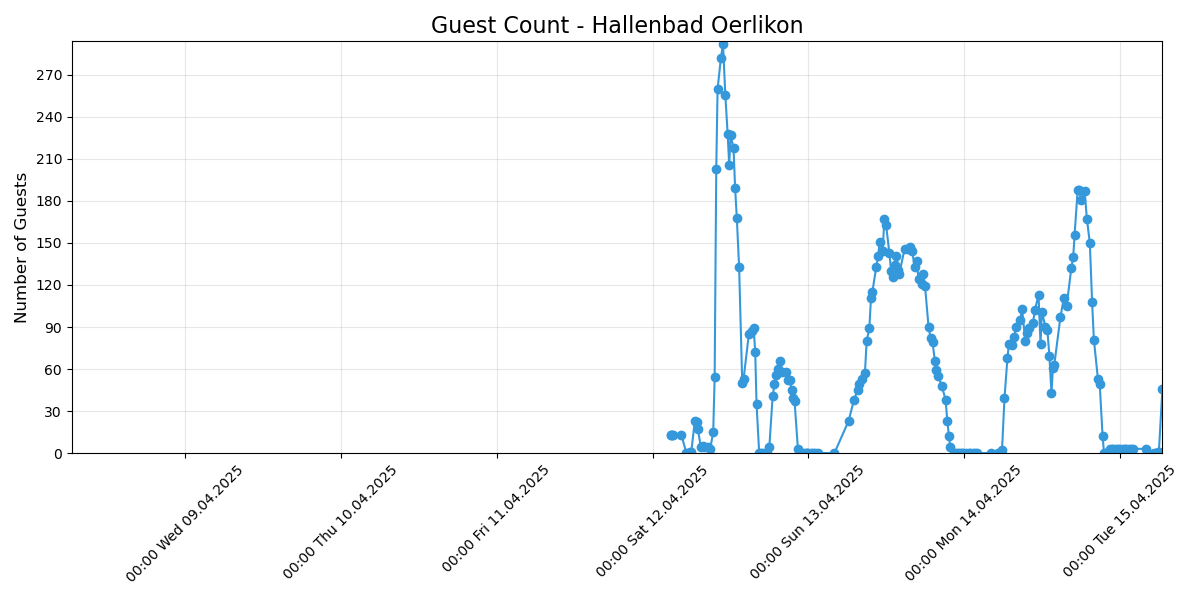 Guest Count - Hallenbad Oerlikon
Number of Guests
270
240
210
180
150
120
90
60
30
0
00:00 Wed 09.04.2025
00:00 Thu 10.04.2025
00:00 Fri 11.04.2025
00:00 Sat 12.04.2025
00:00 Sun 13.04.2025
00:00 Mon 14.04.2025
00:00 Tue 15.04.2025